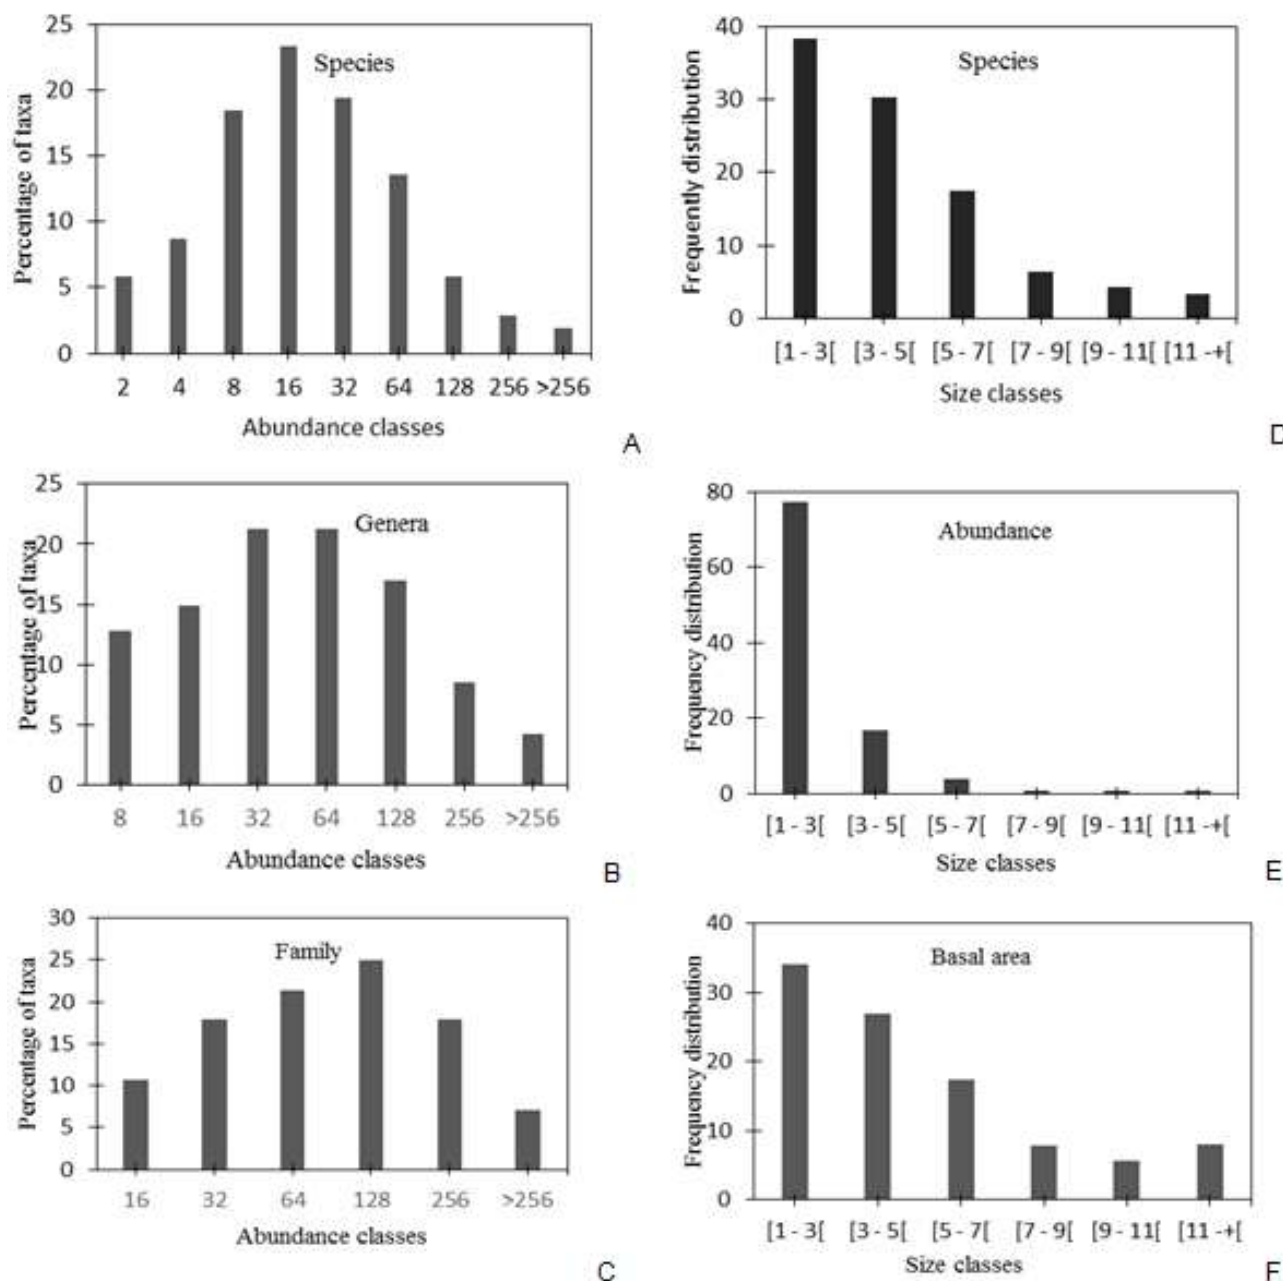 25
20
15
10
5
0
Percentage of taxa
Species
2 4 8 16 32 64 128 256 >256
Abundance classes
A
40
30
20
10
0
Frequently distribution
Species
[1 - 3[ [3 - 5[ [5 - 7[ [7 - 9[ [9 - 11[ [11 -+[
Size classes
D
25
20
15
10
5
0
Percentage of taxa
Genera
8 16 32 64 128 256 >256
Abundance classes
B
80
60
40
20
0
Frequency distribution
Abundance
[1 - 3[ [3 - 5[ [5 - 7[ [7 - 9[ [9 - 11[ [11 -+[
Size classes
E
30
25
20
15
10
5
0
Percentage of taxa
Family
16 32 64 128 256 >256
Abundance classes
C
40
30
20
10
0
Frequency distribution
Basal area
[1 - 3[ [3 - 5[ [5 - 7[ [7 - 9[ [9 - 11[ [11 -+[
Size classes
F